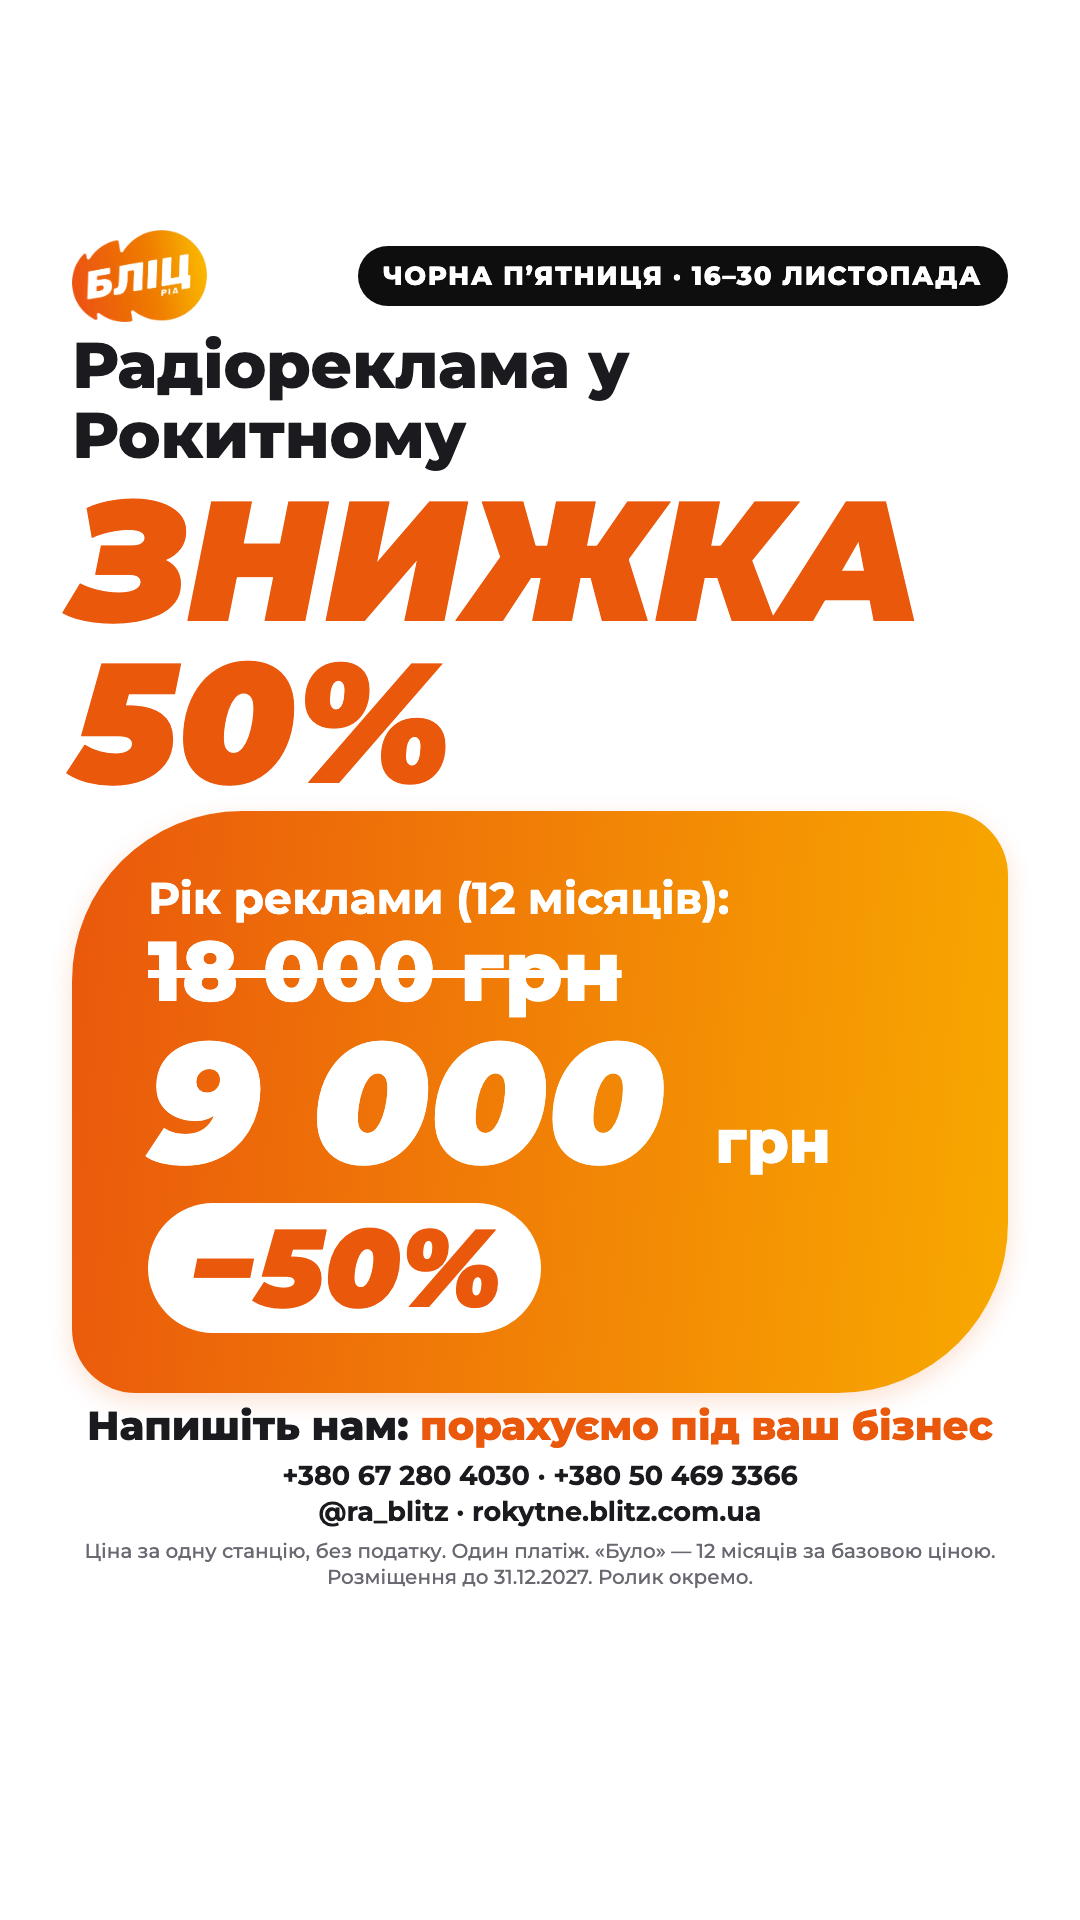 БЛІЦ
РІА
ЧОРНА П’ЯТНИЦЯ · 16–30 ЛИСТОПАДА
Радіореклама у
Рокитному
ЗНИЖКА
50%
Рік реклами (12 місяців):
18 000 грн
9 000 грн
−50%
Напишіть нам: порахуємо під ваш бізнес
+380 67 280 4030 · +380 50 469 3366
@ra_blitz · rokytne.blitz.com.ua
Ціна за одну станцію, без податку. Один платіж. «Було» — 12 місяців за базовою ціною.
Розміщення до 31.12.2027. Ролик окремо.